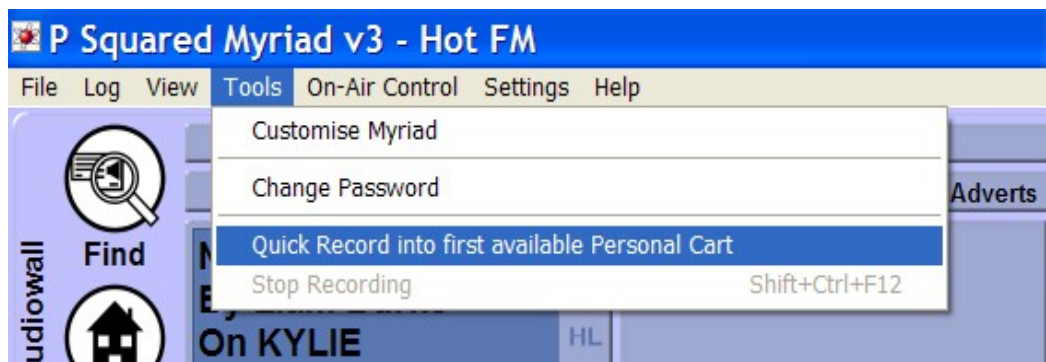 P Squared Myriad v3 - Hot FM
File Log View Tools On-Air Control Settings Help
Customise Myriad
Change Password
Adverts
Quick Record into first available Personal Cart
Find
Stop Recording Shift+Ctrl+F12
On KYLIE
HL